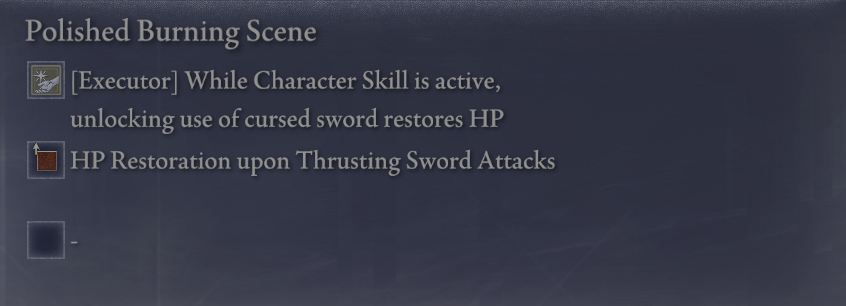 Polished Burning Scene
[Executor] While Character Skill is active,
unlocking use of cursed sword restores HP
HP Restoration upon Thrusting Sword Attacks
-